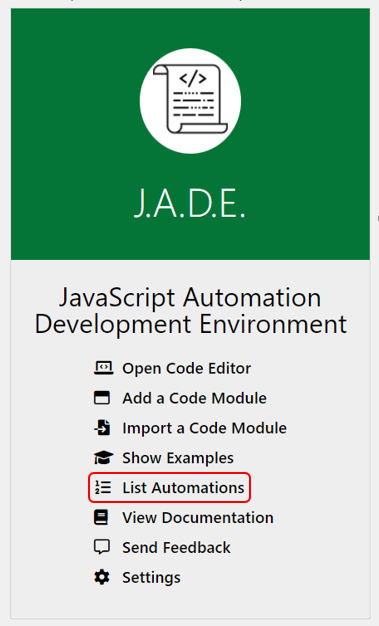 </>
J.A.D.E.
JavaScript Automation
Development Environment
Open Code Editor
Add a Code Module
Import a Code Module
Show Examples
List Automations
View Documentation
Send Feedback
Settings